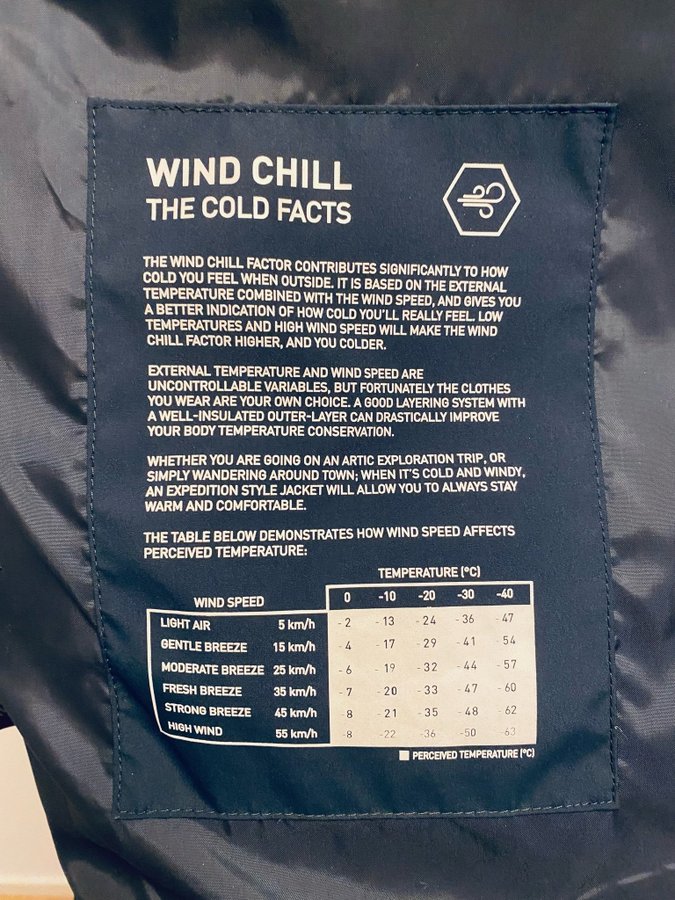 WIND CHILL
THE COLD FACTS
THE WIND CHILL FACTOR CONTRIBUTES SIGNIFICANTLY TO HOW
COLD YOU FEEL WHEN OUTSIDE. IT IS BASED ON THE EXTERNAL
TEMPERATURE COMBINED WITH THE WIND SPEED, AND GIVES YOU
A BETTER INDICATION OF HOW COLD YOU'LL REALLY FEEL. LOW
TEMPERATURES AND HIGH WIND SPEED WILL MAKE THE WIND
CHILL FACTOR HIGHER, AND YOU COLDER.
EXTERNAL TEMPERATURE AND WIND SPEED ARE
UNCONTROLLABLE VARIABLES, BUT FORTUNATELY THE CLOTHES
YOU WEAR ARE YOUR OWN CHOICE. A GOOD LAYERING SYSTEM WITH
A WELL-INSULATED OUTER-LAYER CAN DRASTICALLY IMPROVE
YOUR BODY TEMPERATURE CONSERVATION.
WHETHER YOU ARE GOING ON AN ARTIC EXPLORATION TRIP, OR
SIMPLY WANDERING AROUND TOWN; WHEN IT'S COLD AND WINDY,
AN EXPEDITION STYLE JACKET WILL ALLOW YOU TO ALWAYS STAY
WARM AND COMFORTABLE.
THE TABLE BELOW DEMONSTRATES HOW WIND SPEED AFFECTS
PERCEIVED TEMPERATURE:
TEMPERATURE (°C)
WIND SPEED 0 -10 -20 -30 -40
LIGHT AIR 5 km/h -2 -13 -24 -36 -47
GENTLE BREEZE 15 km/h -4 -17 -29 -41 -54
MODERATE BREEZE 25 km/h -6 -19 -32 -44 -57
FRESH BREEZE 35 km/h -7 -20 -33 -47 -60
STRONG BREEZE 45 km/h -8 -21 -35 -48 -62
HIGH WIND 55 km/h -8 -22 -36 -50 -63
PERCEIVED TEMPERATURE (°C)